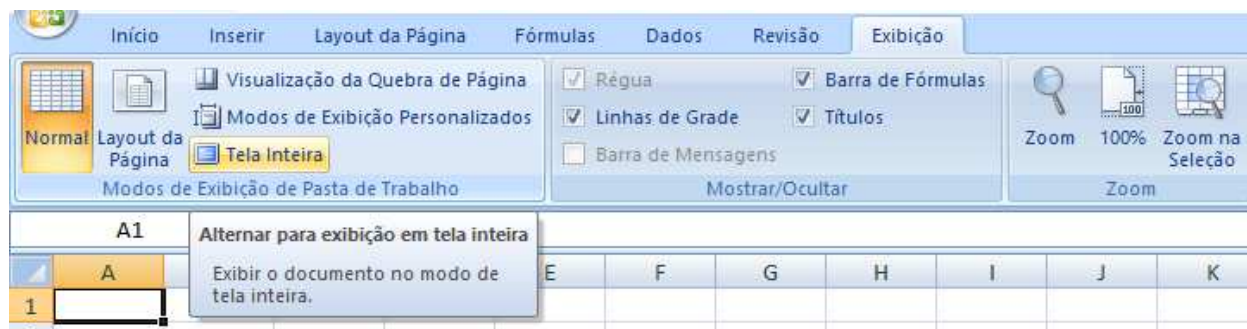 Início Inserir Layout da Página Fórmulas Dados Revisão Exibição
Normal
Layout da
Página
Visualização da Quebra de Página
Modos de Exibição Personalizados
Tela Inteira
Modos de Exibição de Pasta de Trabalho
Régua
Linhas de Grade
Barra de Mensagens
Barra de Fórmulas
Títulos
Mostrar/Ocultar
Zoom
100
100%
Zoom na
Seleção
Zoom
A1
Alternar para exibição em tela inteira
Exibir o documento no modo de
tela inteira.
A E F G H I J K
1